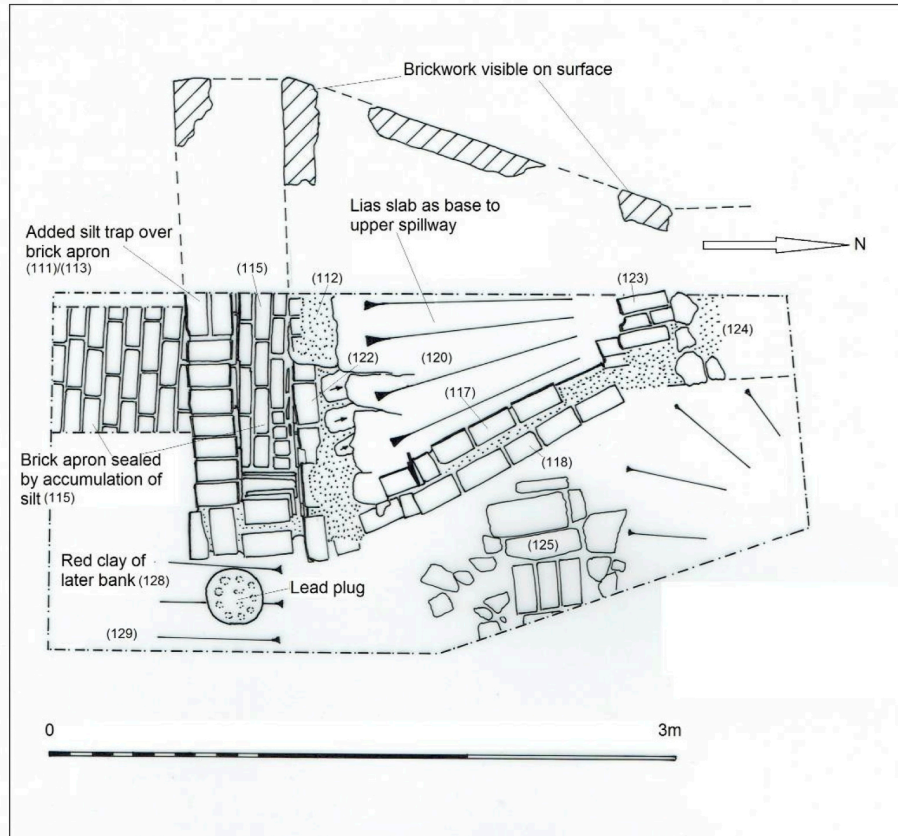 Brickwork visible on surface
Lias slab as base to
upper spillway
N
Added silt trap over
brick apron
(111)/(113)
(115)
(112)
(123)
(124)
(122)
(120)
(117)
(118)
Brick apron sealed
by accumulation of
silt (115)
(125)
Red clay of
later bank (128)
Lead plug
(129)
0
3m